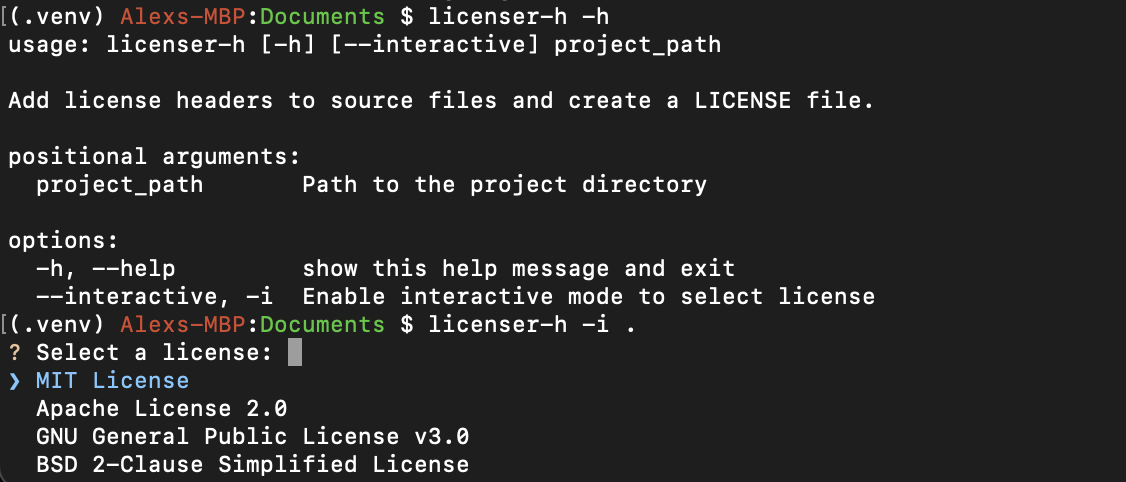 [(.venv) Alexs-MBP:Documents $ licenser-h -h
usage: licenser-h [-h] [--interactive] project_path
Add license headers to source files and create a LICENSE file.
positional arguments:
  project_path       Path to the project directory
options:
  -h, --help         show this help message and exit
  --interactive, -i  Enable interactive mode to select license
[(.venv) Alexs-MBP:Documents $ licenser-h -i .
? Select a license:
❯ MIT License
  Apache License 2.0
  GNU General Public License v3.0
  BSD 2-Clause Simplified License